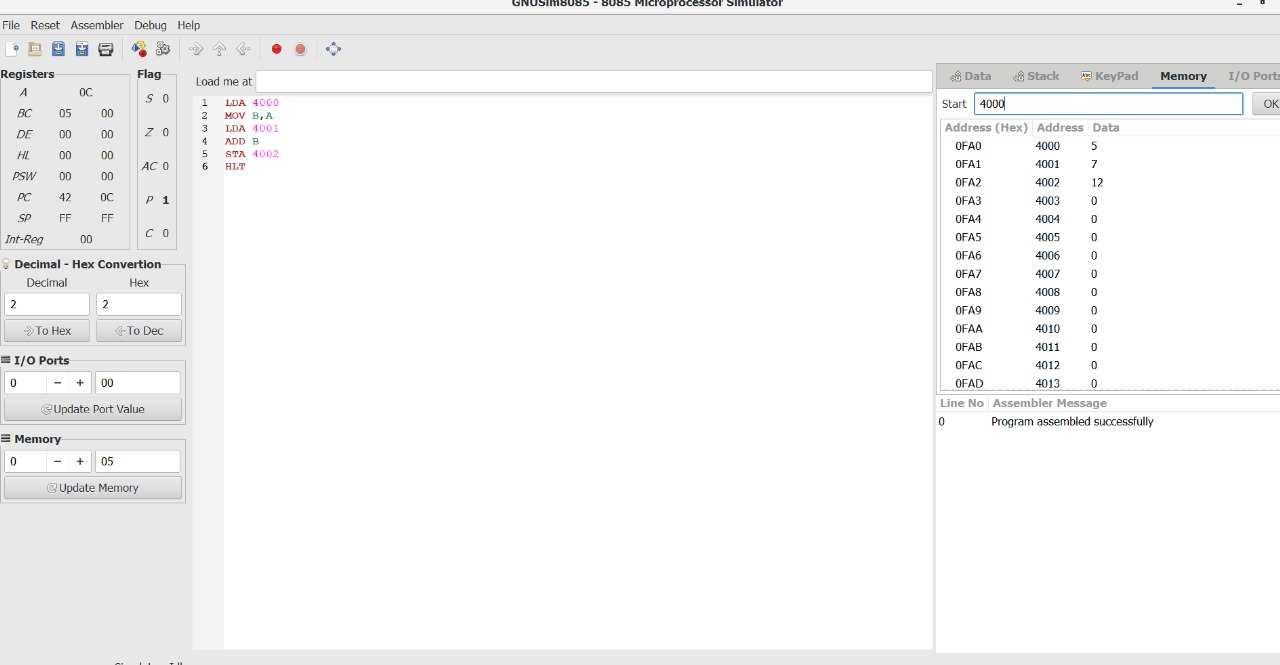 GNUSim8085 - 8085 Microprocessor Simulator
File Reset Assembler Debug Help
Registers
A 0C
BC 05 00
DE 00 00
HL 00 00
PSW 00 00
PC 42 0C
SP FF FF
Int-Reg 00
Flag
S 0
Z 0
AC 0
P 1
C 0
Decimal - Hex Convertion
Decimal Hex
2 2
To Hex To Dec
I/O Ports
0 - + 00
Update Port Value
Memory
0 - + 05
Update Memory
Load me at
1 LDA 4000
2 MOV B,A
3 LDA 4001
4 ADD B
5 STA 4002
6 HLT
Data Stack KeyPad Memory I/O Ports
Start 4000 OK
Address (Hex) Address Data
0FA0 4000 5
0FA1 4001 7
0FA2 4002 12
0FA3 4003 0
0FA4 4004 0
0FA5 4005 0
0FA6 4006 0
0FA7 4007 0
0FA8 4008 0
0FA9 4009 0
0FAA 4010 0
0FAB 4011 0
0FAC 4012 0
0FAD 4013 0
Line No Assembler Message
0 Program assembled successfully